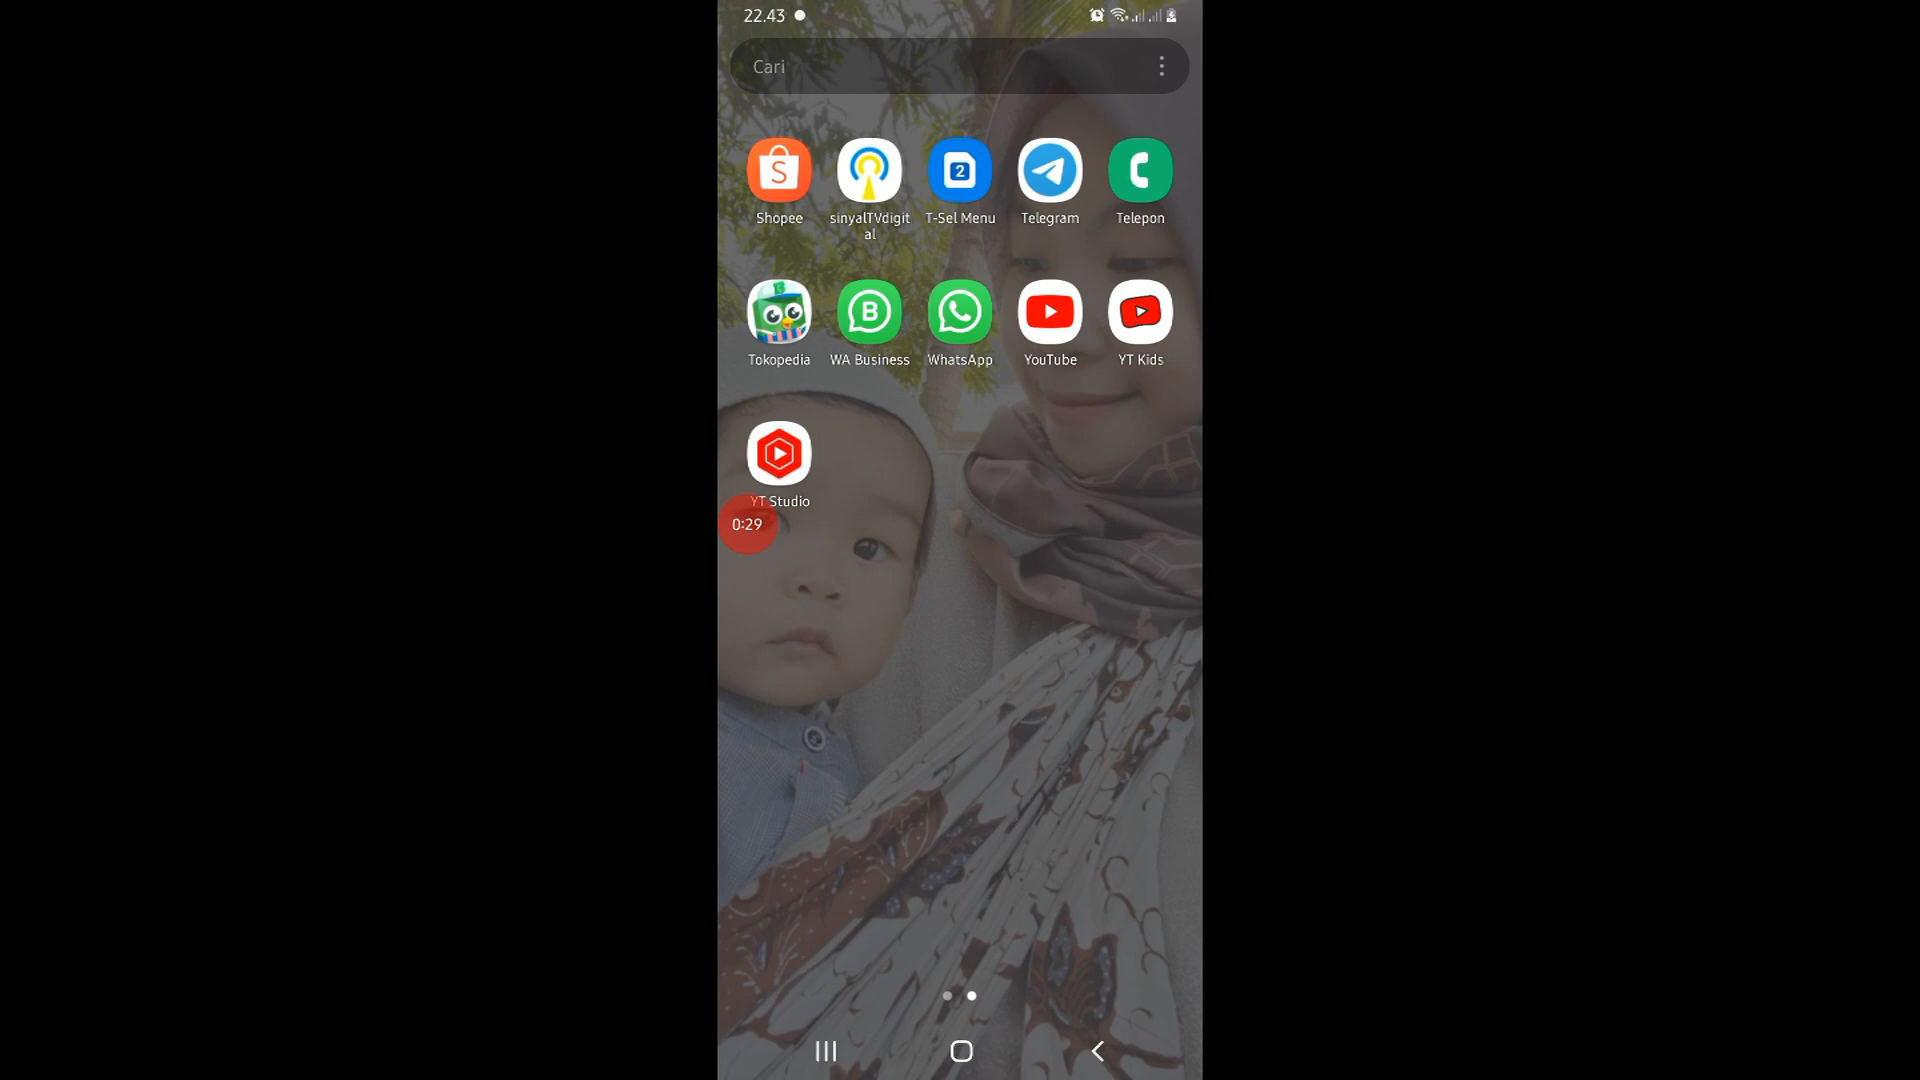 22.43
Cari
S
2
Shopee
sinyalTVdigit
al
T-Sel Menu
Telegram
Telepon
B
Tokopedia
WA Business
WhatsApp
YouTube
YT Kids
YT Studio
0:29